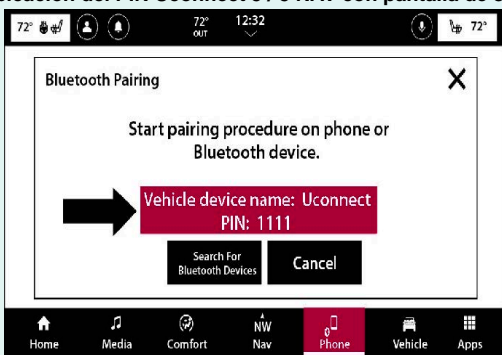 72° 72° OUT 12:32 72°
Bluetooth Pairing
Start pairing procedure on phone or
Bluetooth device.
Vehicle device name: Uconnect
PIN: 1111
Search For
Bluetooth Devices
Cancel
NW
Home Media Comfort Nav Phone Vehicle Apps